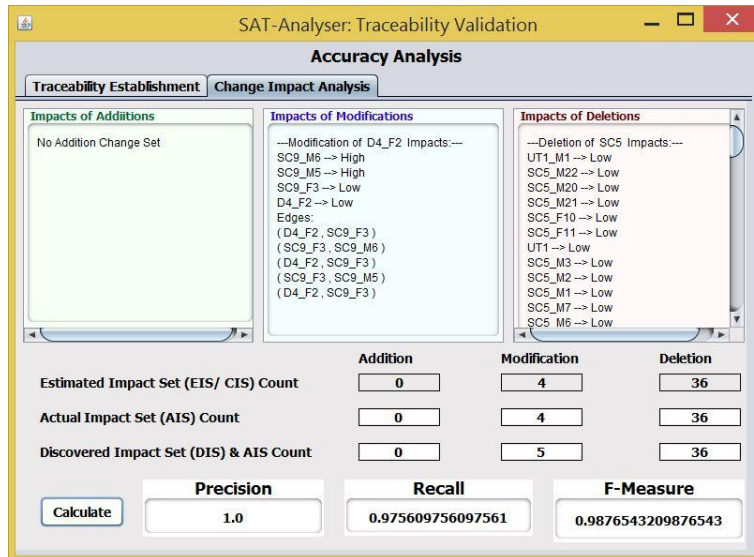 SAT-Analyser: Traceability Validation
Accuracy Analysis
Traceability Establishment Change Impact Analysis
Impacts of Additions
No Addition Change Set
Impacts of Modifications
---Modification of D4_F2 Impacts:---
SC9_M6 --> High
SC9_M5 --> High
SC9_F3 --> Low
D4_F2 --> Low
Edges:
( D4_F2 , SC9_F3 )
( SC9_F3 , SC9_M6 )
( D4_F2 , SC9_F3 )
( SC9_F3 , SC9_M5 )
( D4_F2 , SC9_F3 )
Impacts of Deletions
---Deletion of SC5 Impacts:---
UT1_M1 --> Low
SC5_M22 --> Low
SC5_M20 --> Low
SC5_M21 --> Low
SC5_F10 --> Low
SC5_F11 --> Low
UT1 --> Low
SC5_M3 --> Low
SC5_M2 --> Low
SC5_M1 --> Low
SC5_M7 --> Low
SC5_M6 --> Low
Addition Modification Deletion
Estimated Impact Set (EIS/ CIS) Count 0 4 36
Actual Impact Set (AIS) Count 0 4 36
Discovered Impact Set (DIS) & AIS Count 0 5 36
Precision Recall F-Measure
Calculate 1.0 0.975609756097561 0.9876543209876543